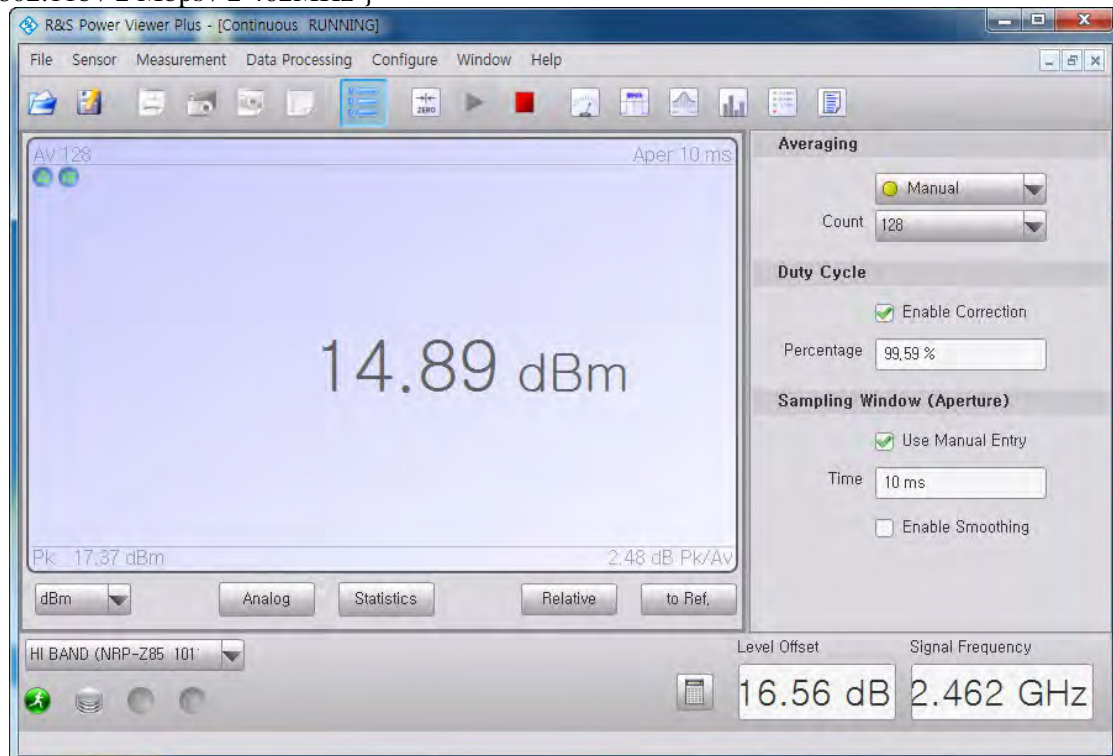 R&S Power Viewer Plus - [Continuous RUNNING]
File Sensor Measurement Data Processing Configure Window Help
ZERO
Av 128 Aper 10 ms
14.89 dBm
Pk 17.37 dBm 2.48 dB Pk/Av
dBm Analog Statistics Relative to Ref.
Averaging
Manual
Count 128
Duty Cycle
Enable Correction
Percentage 99,59 %
Sampling Window (Aperture)
Use Manual Entry
Time 10 ms
Enable Smoothing
HI BAND (NRP-Z85 101
Level Offset Signal Frequency
16.56 dB 2.462 GHz